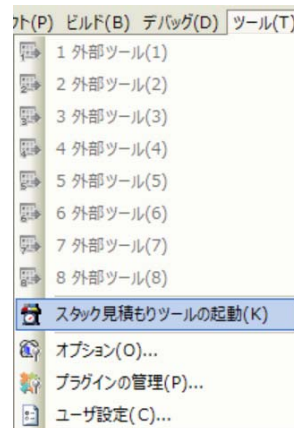 クト(P) ビルド(B) デバッグ(D) ツール(T)
1 外部ツール(1)
2 外部ツール(2)
3 外部ツール(3)
4 外部ツール(4)
5 外部ツール(5)
6 外部ツール(6)
7 外部ツール(7)
8 外部ツール(8)
スタック見積もりツールの起動(K)
オプション(O)...
プラグインの管理(P)...
ユーザ設定(C)...